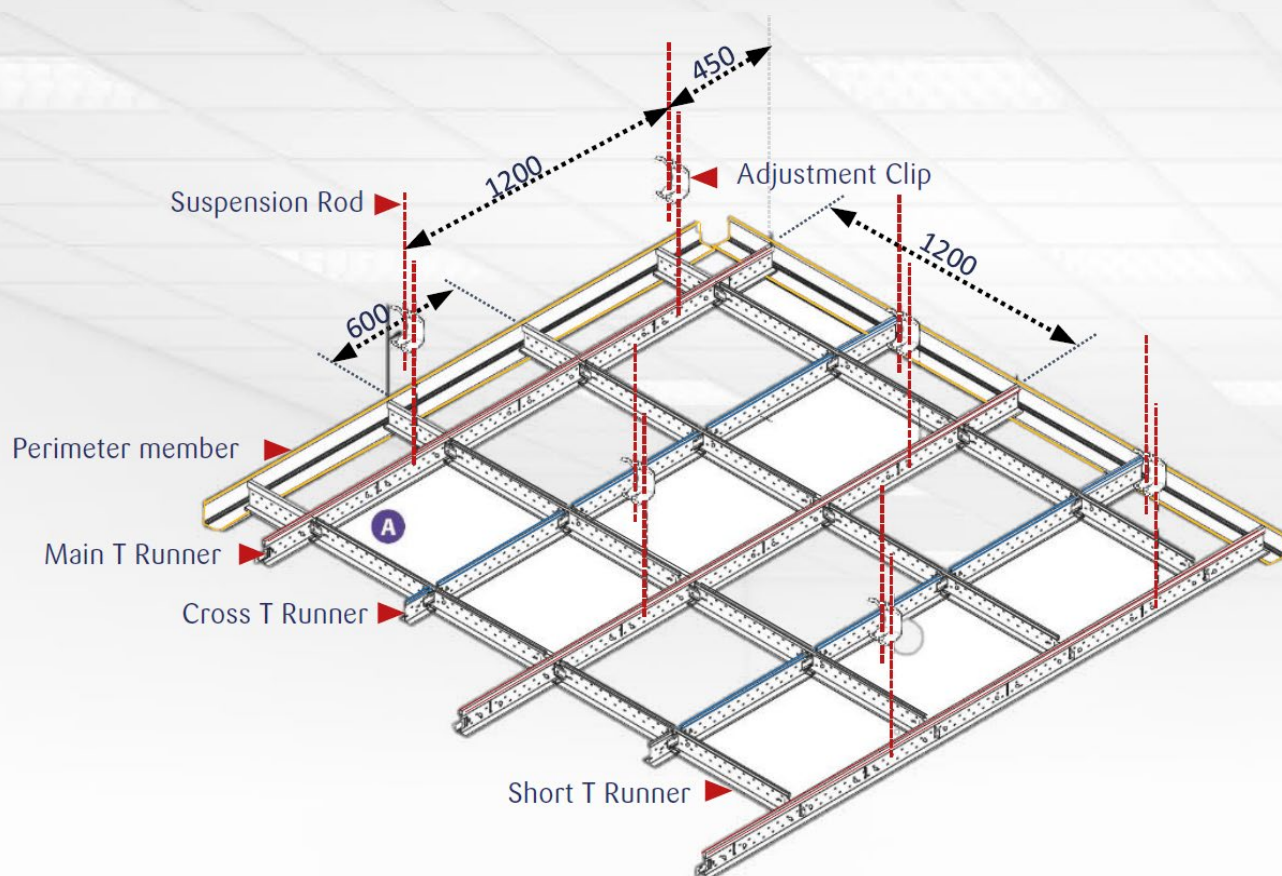 450
1200
Adjustment Clip
Suspension Rod
1200
600
Perimeter member
A
Main T Runner
Cross T Runner
Short T Runner